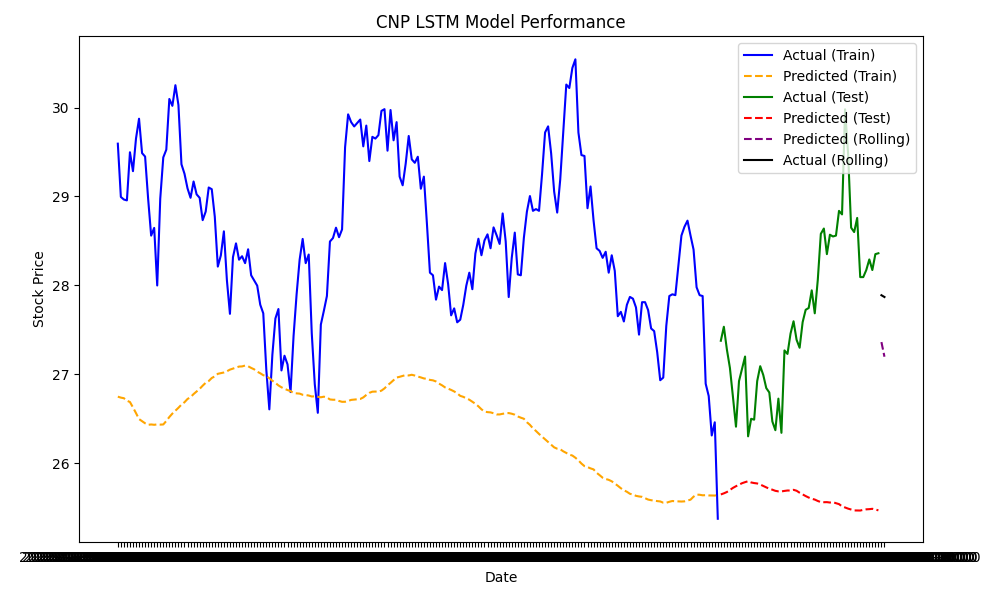 CNP LSTM Model Performance
Actual (Train)
Predicted (Train)
Actual (Test)
Predicted (Test)
Predicted (Rolling)
Actual (Rolling)
Stock Price
30
29
28
27
26
Date